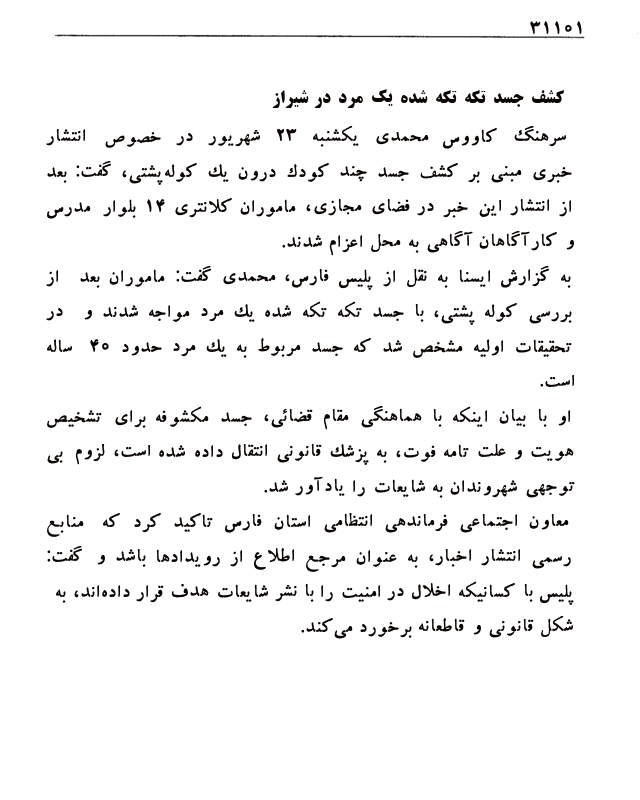 ۳۱۱۰۱
کشف جسد تکه تکه شده یک مرد در شیراز
سرهنگ کاووس محمدی یکشنبه ۲۳ شهریور در خصوص انتشار
خبری مبنی بر کشف جسد چند کودك درون یك کوله‌پشتی، گفت: بعد
از انتشار این خبر در فضای مجازی، ماموران کلانتری ۱۴ بلوار مدرس
و کارآگاهان آگاهی به محل اعزام شدند.
به گزارش ایسنا به نقل از پلیس فارس، محمدی گفت: ماموران بعد از
بررسی کوله پشتی، با جسد تکه تکه شده یك مرد مواجه شدند و در
تحقیقات اولیه مشخص شد که جسد مربوط به یك مرد حدود ۴۰ ساله
است.
او با بیان اینکه با هماهنگی مقام قضائی، جسد مکشوفه برای تشخیص
هویت و علت تامه فوت، به پزشك قانونی انتقال داده شده است، لزوم بی
توجهی شهروندان به شایعات را یادآور شد.
معاون اجتماعی فرماندهی انتظامی استان فارس تاکید کرد که منابع
رسمی انتشار اخبار، به عنوان مرجع اطلاع از رویدادها باشد و گفت:
پلیس با کسانیکه اخلال در امنیت را با نشر شایعات هدف قرار داده‌اند، به
شکل قانونی و قاطعانه برخورد می‌کند.